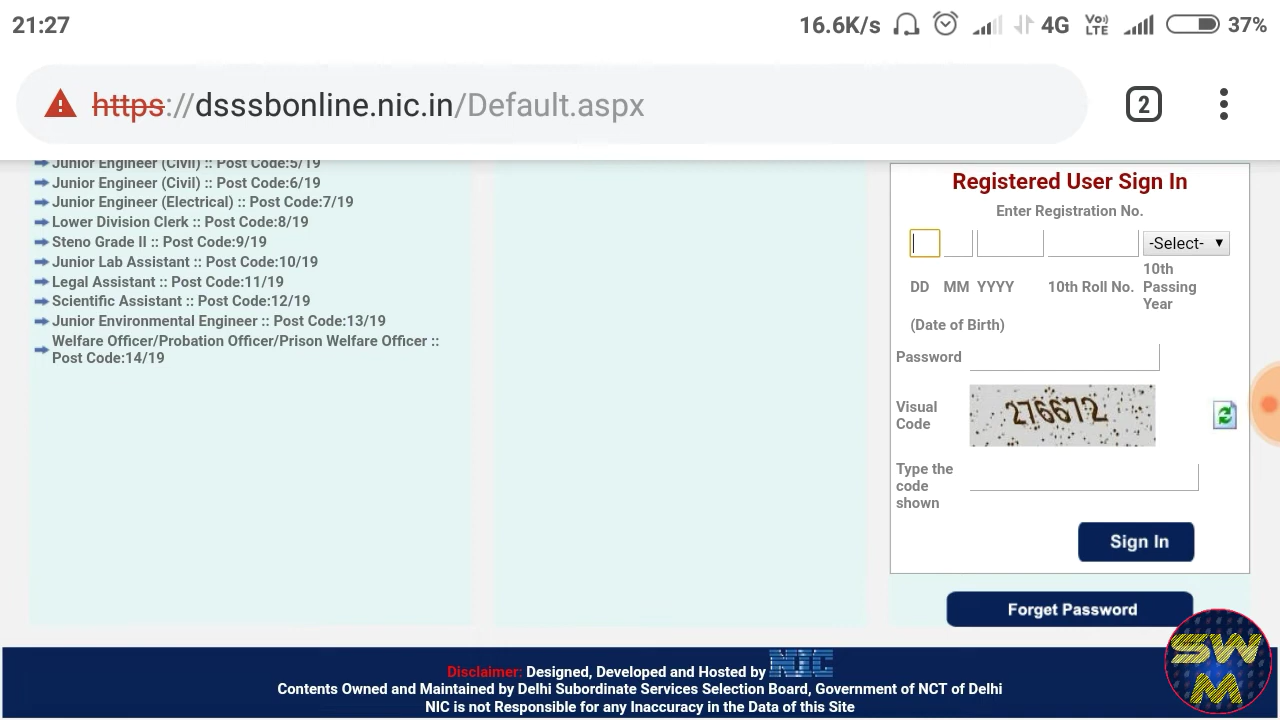 21:27
16.6K/s 4G Vo) LTE 37%
https://dsssbonline.nic.in/Default.aspx
2
Junior Engineer (Civil) :: Post Code:5/19
Junior Engineer (Civil) :: Post Code:6/19
Junior Engineer (Electrical) :: Post Code:7/19
Lower Division Clerk :: Post Code:8/19
Steno Grade II :: Post Code:9/19
Junior Lab Assistant :: Post Code:10/19
Legal Assistant :: Post Code:11/19
Scientific Assistant :: Post Code:12/19
Junior Environmental Engineer :: Post Code:13/19
Welfare Officer/Probation Officer/Prison Welfare Officer ::
Post Code:14/19
Registered User Sign In
Enter Registration No.
-Select-
DD MM YYYY 10th Roll No. 10th
Passing
Year
(Date of Birth)
Password
Visual
Code
276672
Type the
code
shown
Sign In
Forget Password
Disclaimer: Designed, Developed and Hosted by NIC
Contents Owned and Maintained by Delhi Subordinate Services Selection Board, Government of NCT of Delhi
NIC is not Responsible for any Inaccuracy in the Data of this Site
SW
M